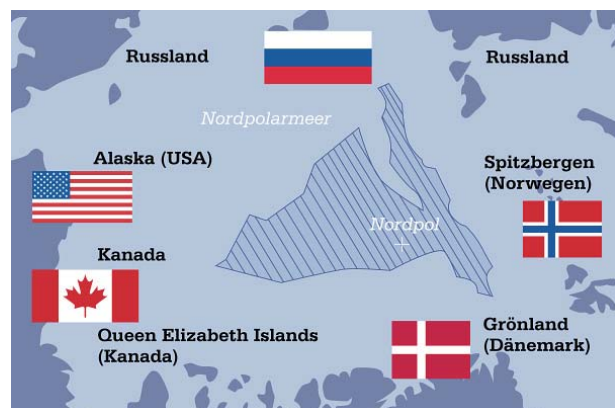 Russland
Russland
Nordpolarmeer
Alaska (USA)
Spitzbergen
(Norwegen)
Nordpol
Kanada
Queen Elizabeth Islands
(Kanada)
Grönland
(Dänemark)